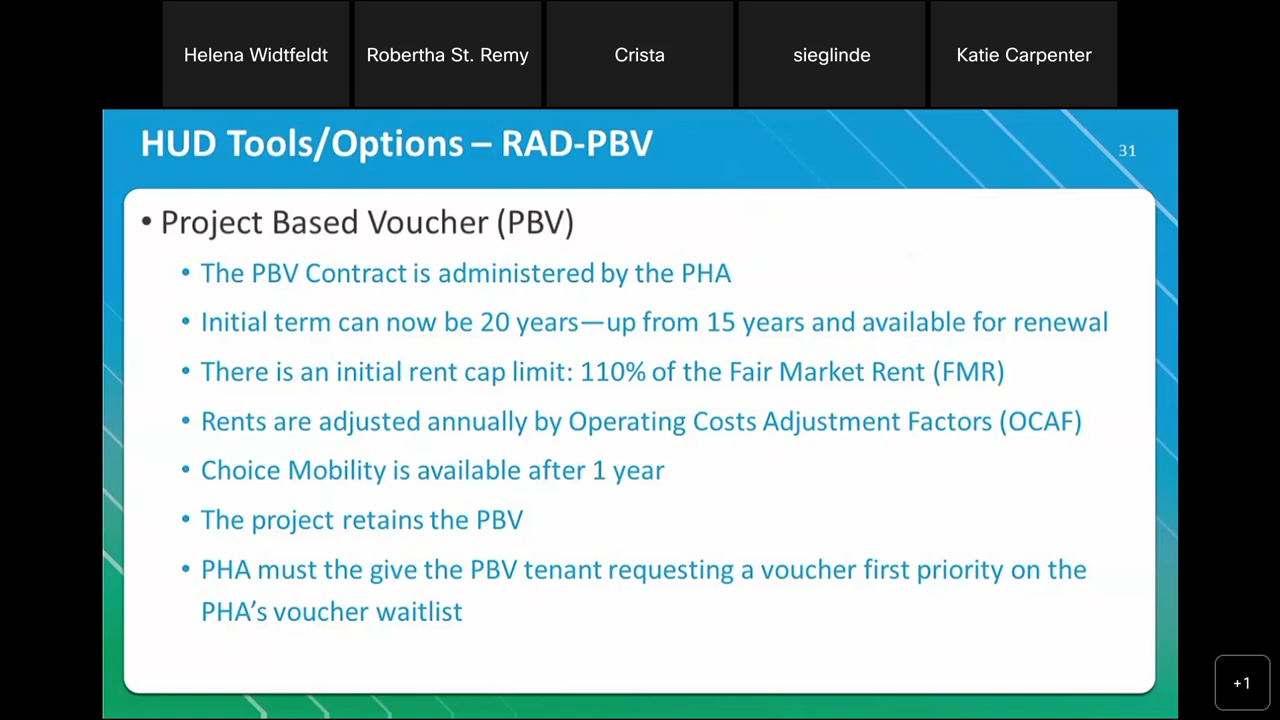 Helena Widtfeldt
Robertha St. Remy
Crista
sieglinde
Katie Carpenter
HUD Tools/Options – RAD-PBV
31
• Project Based Voucher (PBV)
• The PBV Contract is administered by the PHA
• Initial term can now be 20 years—up from 15 years and available for renewal
• There is an initial rent cap limit: 110% of the Fair Market Rent (FMR)
• Rents are adjusted annually by Operating Costs Adjustment Factors (OCAF)
• Choice Mobility is available after 1 year
• The project retains the PBV
• PHA must the give the PBV tenant requesting a voucher first priority on the
PHA’s voucher waitlist
+1